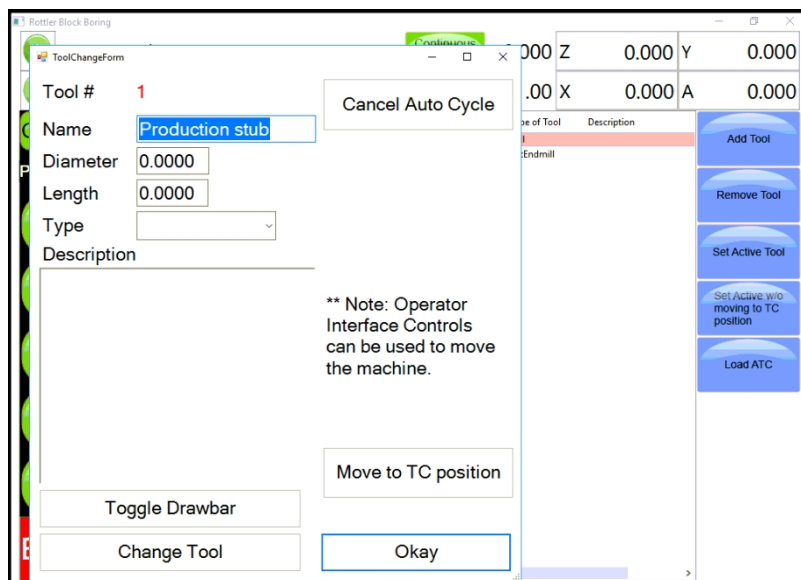 Rottler Block Boring
Continuous
0.000 Z 0.000 Y 0.000
.00 X 0.000 A 0.000
ToolChangeForm
Tool # 1
Cancel Auto Cycle
Name Production stub
Diameter 0.0000
Length 0.0000
Type
Description
** Note: Operator
Interface Controls
can be used to move
the machine.
Move to TC position
Toggle Drawbar
Change Tool
Okay
of Tool Description
Endmill
Add Tool
Remove Tool
Set Active Tool
Set Active w/o
moving to TC
position
Load ATC